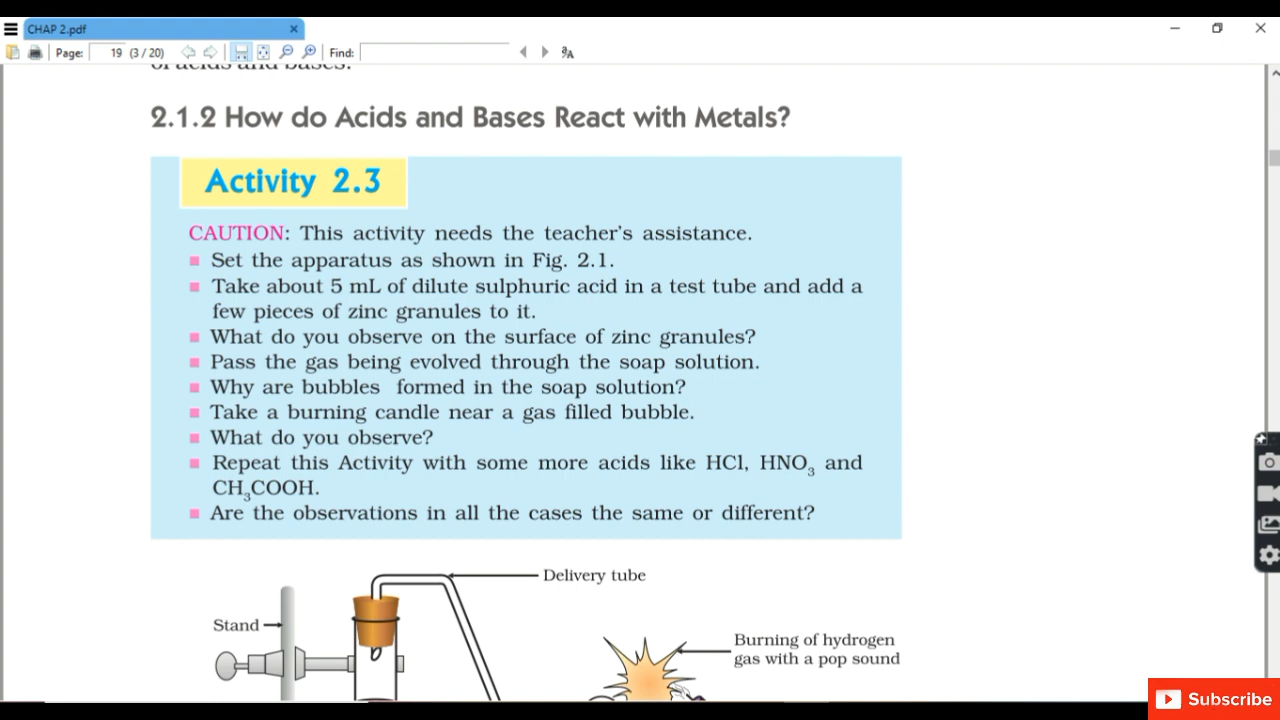 CHAP 2.pdf
Page: 19 (3 / 20) Find:
of acids and bases.
2.1.2 How do Acids and Bases React with Metals?
Activity 2.3
CAUTION: This activity needs the teacher's assistance.
Set the apparatus as shown in Fig. 2.1.
Take about 5 mL of dilute sulphuric acid in a test tube and add a
few pieces of zinc granules to it.
What do you observe on the surface of zinc granules?
Pass the gas being evolved through the soap solution.
Why are bubbles formed in the soap solution?
Take a burning candle near a gas filled bubble.
What do you observe?
Repeat this Activity with some more acids like HCl, HNO₃ and
CH₃COOH.
Are the observations in all the cases the same or different?
Delivery tube
Stand
Burning of hydrogen
gas with a pop sound
Subscribe